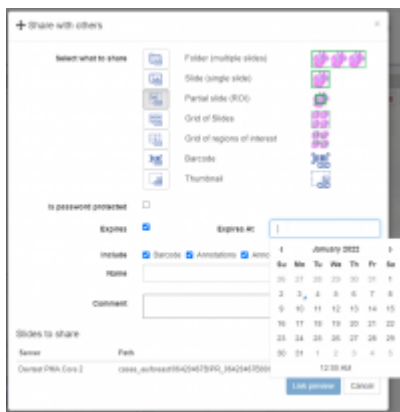 + Share with others ×
Select what to share
Folder (multiple slides)
Slide (single slide)
Partial slide (ROI)
Grid of Slides
Grid of regions of interest
Barcode
Thumbnail
Is password protected
Expires Expires At
Include Barcode Annotations
Name
Comment
January 2022
Su Mo Tu We Th Fr Sa
26 27 28 29 30 31 1
2 3 4 5 6 7 8
9 10 11 12 13 14 15
16 17 18 19 20 21 22
23 24 25 26 27 28 29
30 31 1 2 3 4 5
12:00 AM
Slides to share
Server Path
Link preview Cancel